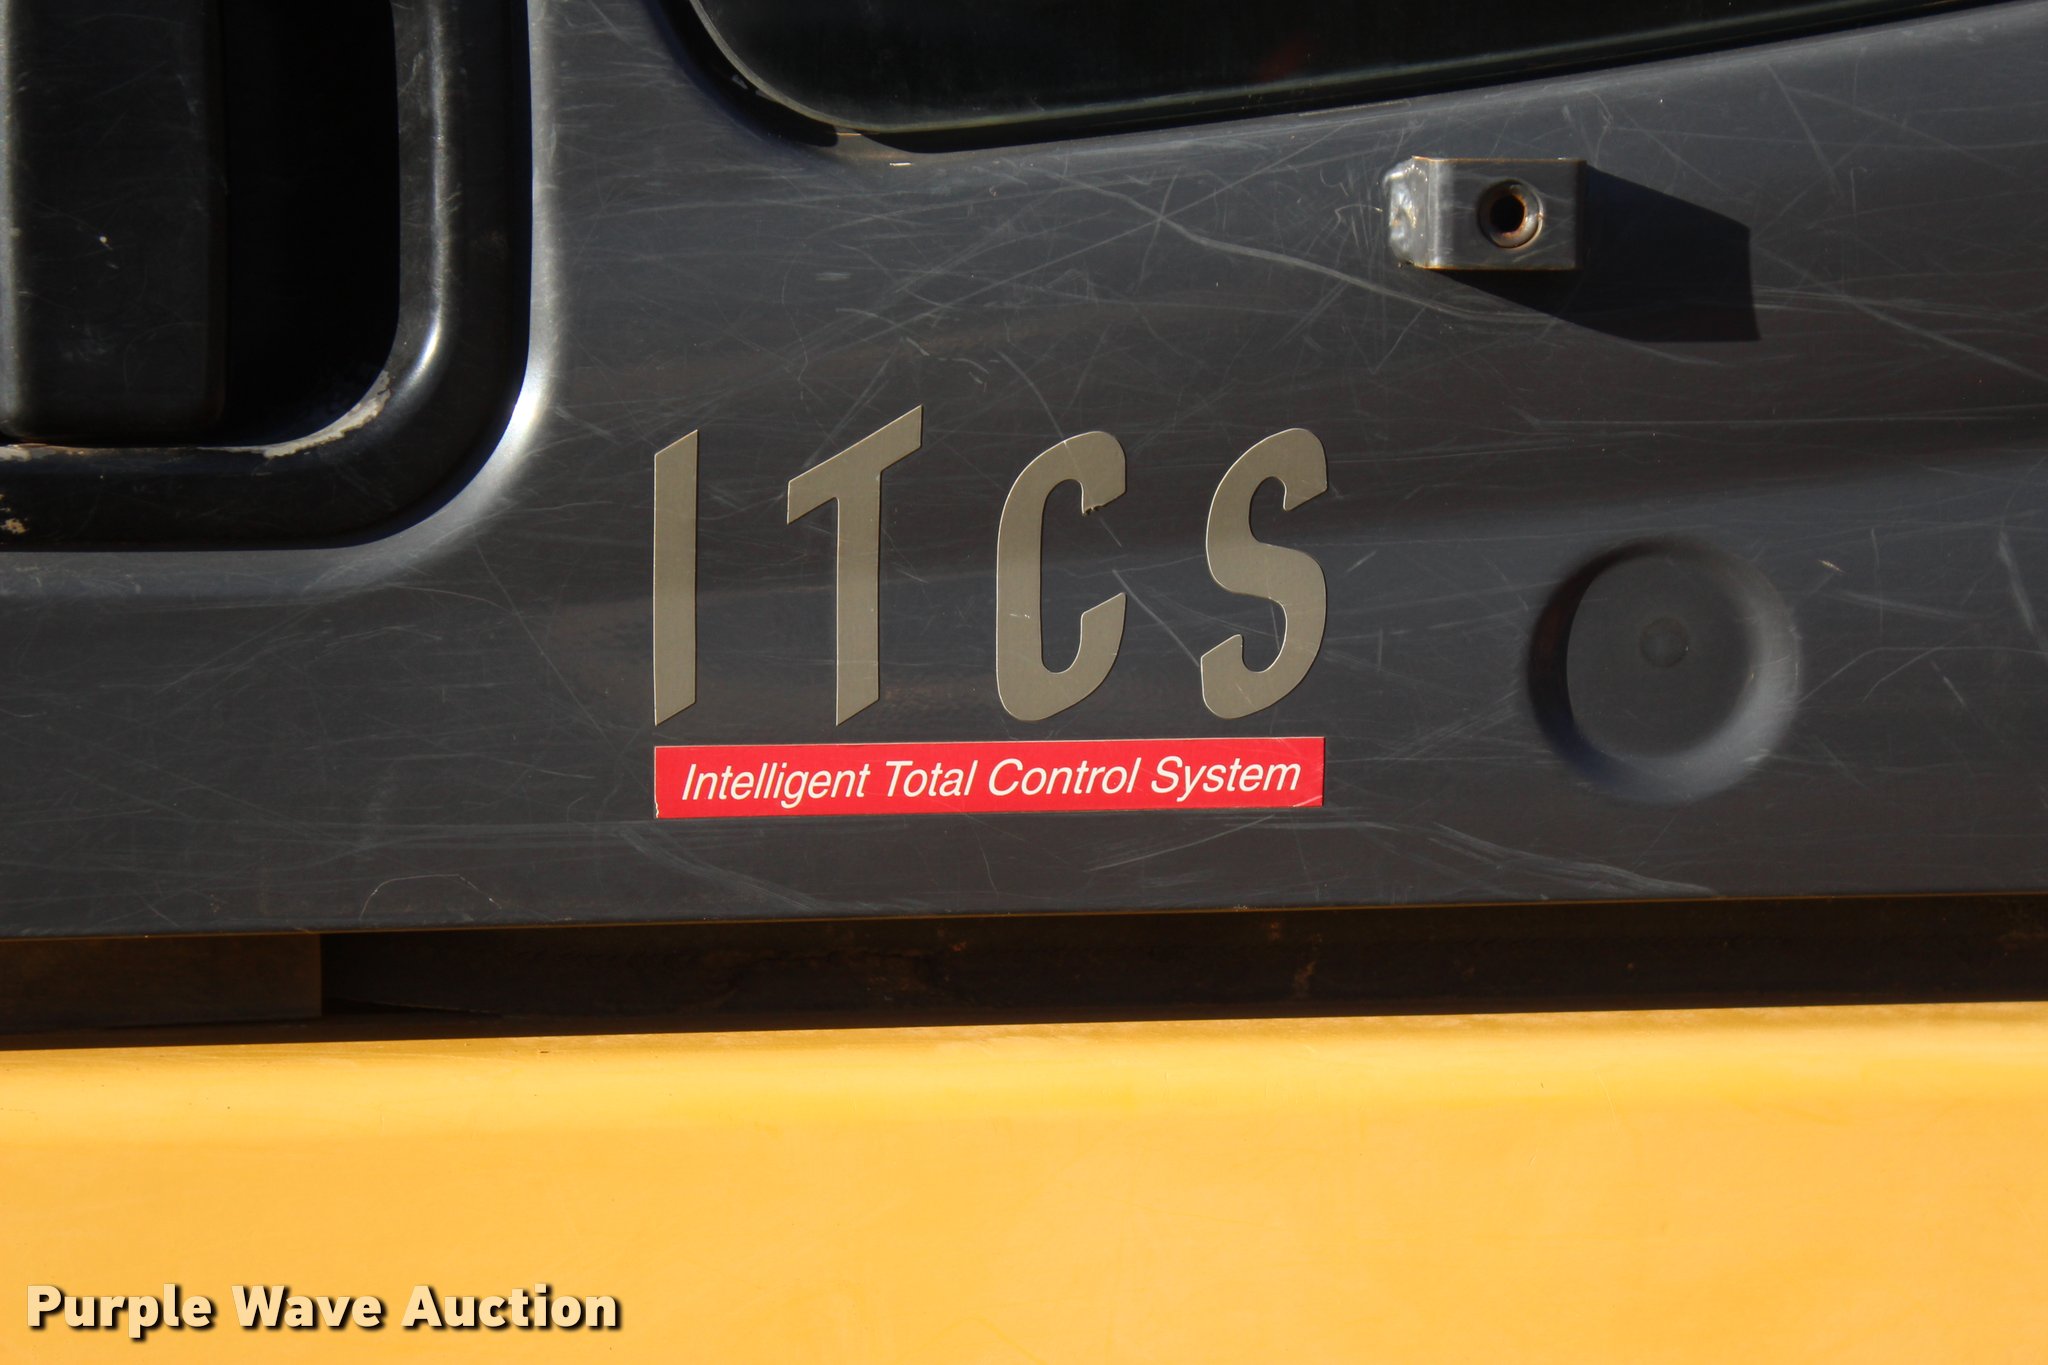 ITCS
Intelligent Total Control System
Purple Wave Auction